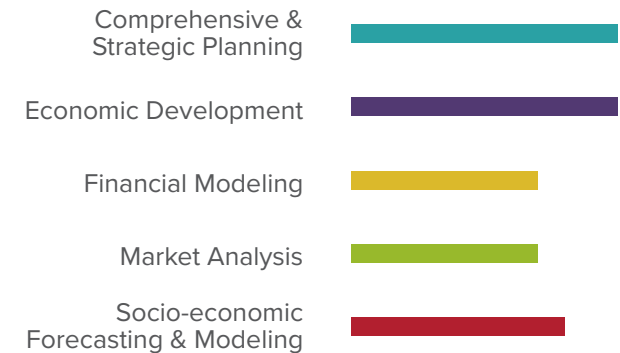 Comprehensive &
Strategic Planning
Economic Development
Financial Modeling
Market Analysis
Socio-economic
Forecasting & Modeling